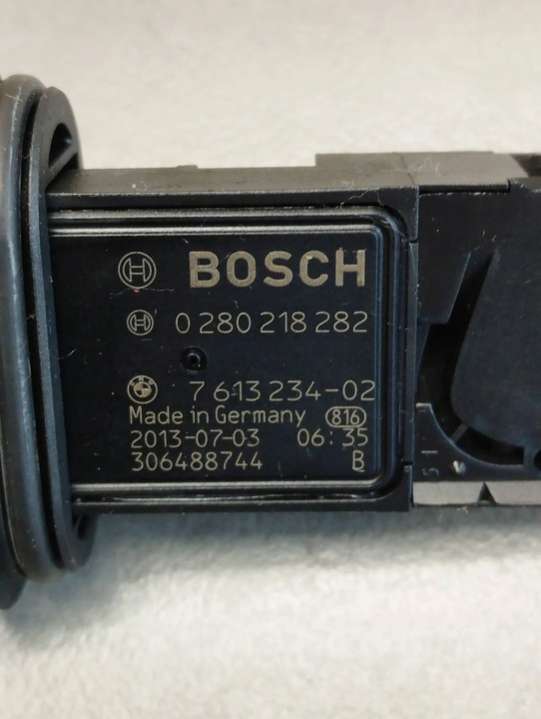 BOSCH
0 280 218 282
7 613 234-02
Made in Germany 816
2013-07-03 06:35
306488744 B
51